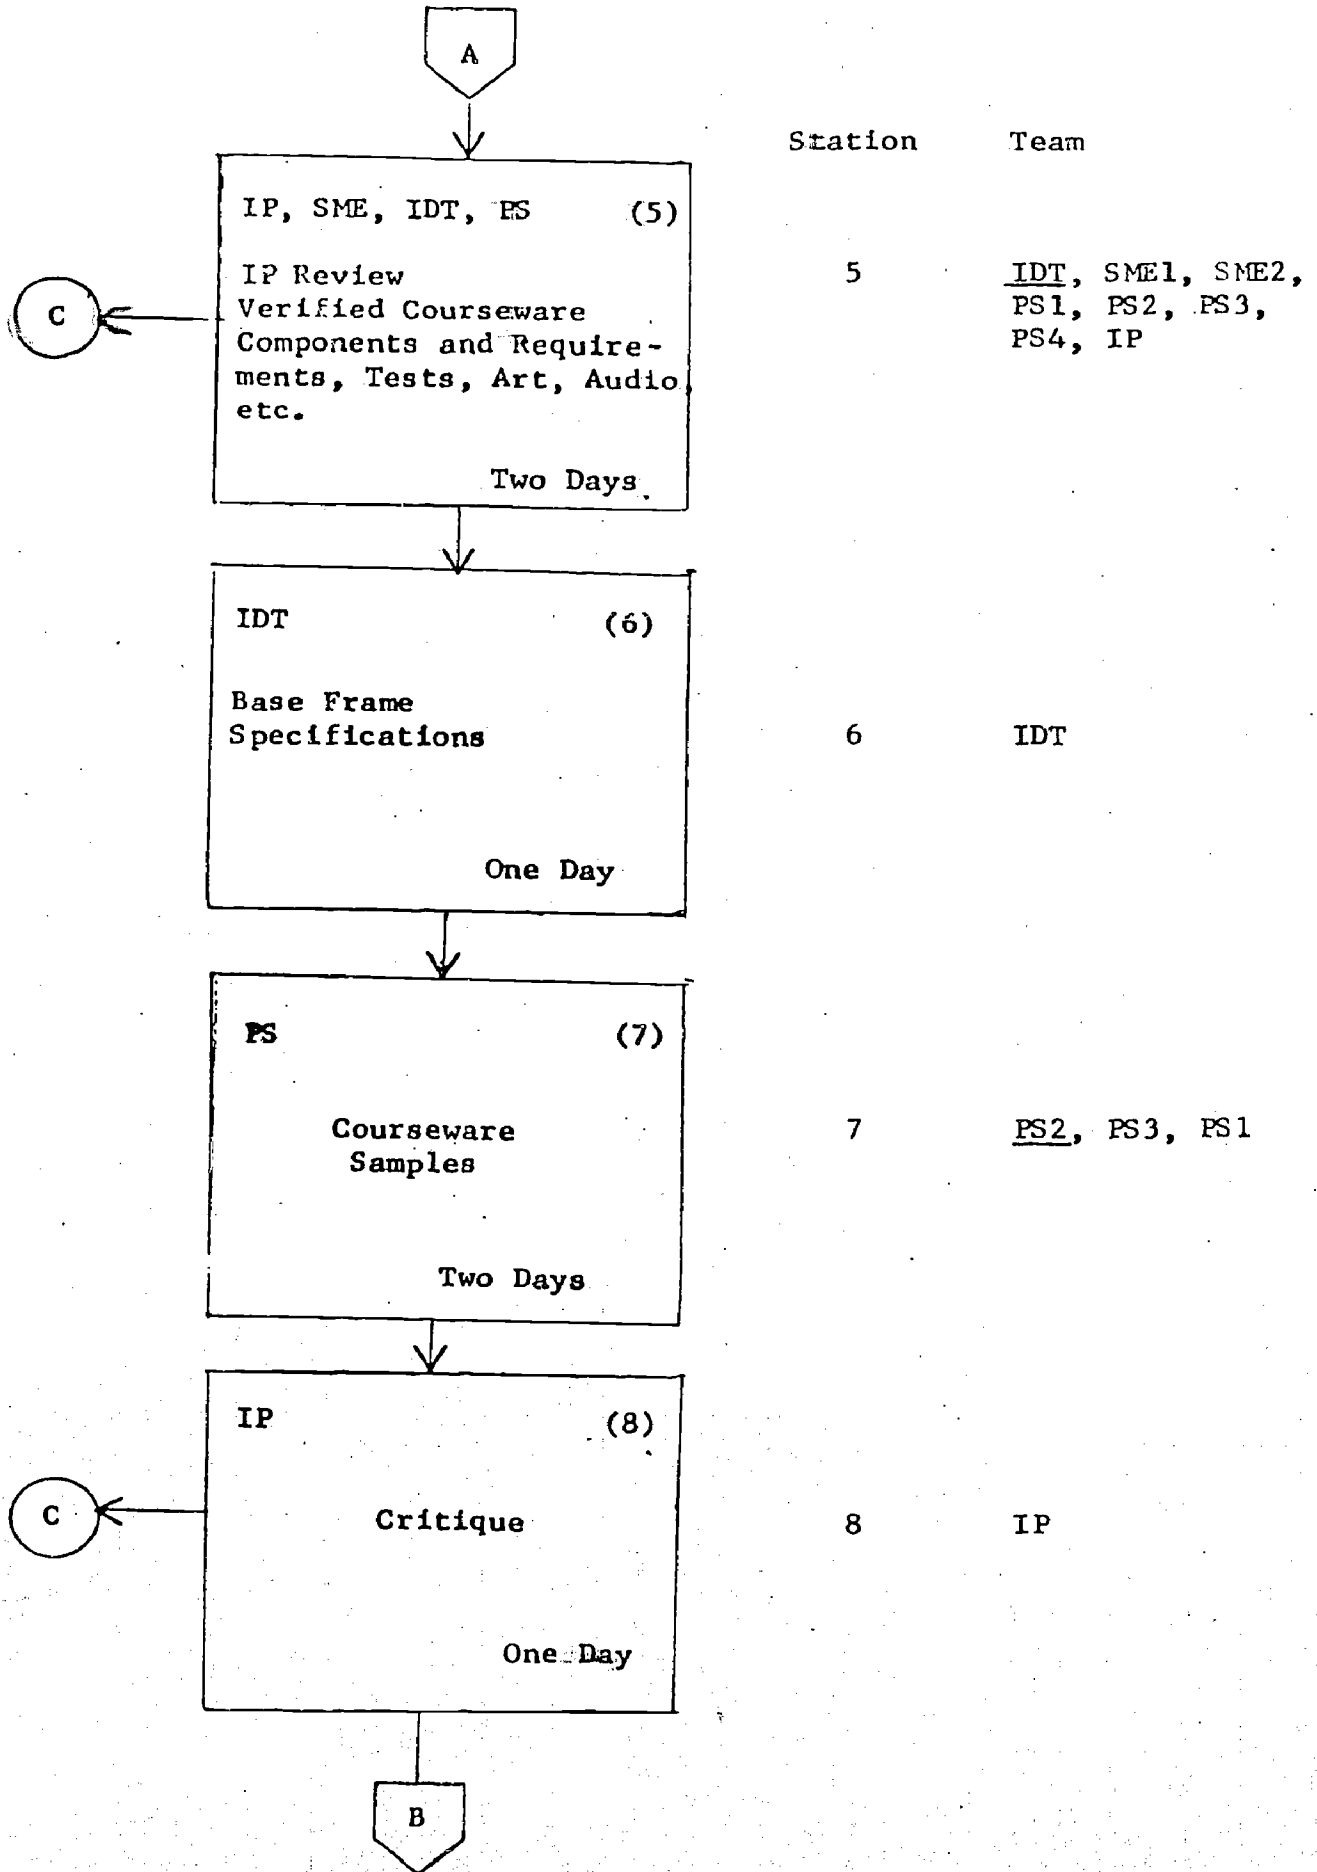 A
Station Team
IP, SME, IDT, PS (5)
IP Review
Verified Courseware
Components and Require-
ments, Tests, Art, Audio
etc.
Two Days
C
5 IDT, SME1, SME2,
PS1, PS2, PS3,
PS4, IP
IDT (6)
Base Frame
Specifications
One Day
6 IDT
PS (7)
Courseware
Samples
Two Days
7 PS2, PS3, PS1
IP (8)
Critique
One Day
C
8 IP
B